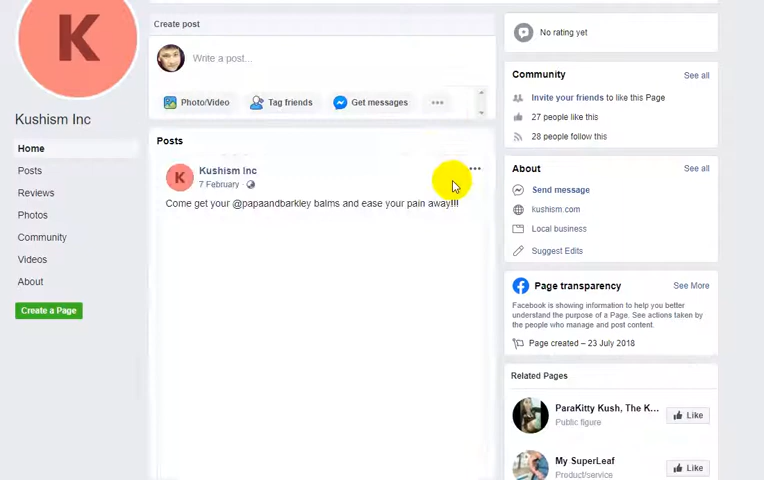 K
Kushism Inc
Home
Posts
Reviews
Photos
Community
Videos
About
Create a Page
Create post
Write a post...
Photo/Video
Tag friends
Get messages
Posts
K
Kushism Inc
7 February ·
Come get your @papaandbarkley balms and ease your pain away!!!
No rating yet
Community
See all
Invite your friends to like this Page
27 people like this
28 people follow this
About
See all
Send message
kushism.com
Local business
Suggest Edits
Page transparency
See More
Facebook is showing information to help you better
understand the purpose of a Page. See actions taken by
the people who manage and post content.
Page created – 23 July 2018
Related Pages
ParaKitty Kush, The K...
Public figure
Like
My SuperLeaf
Product/service
Like